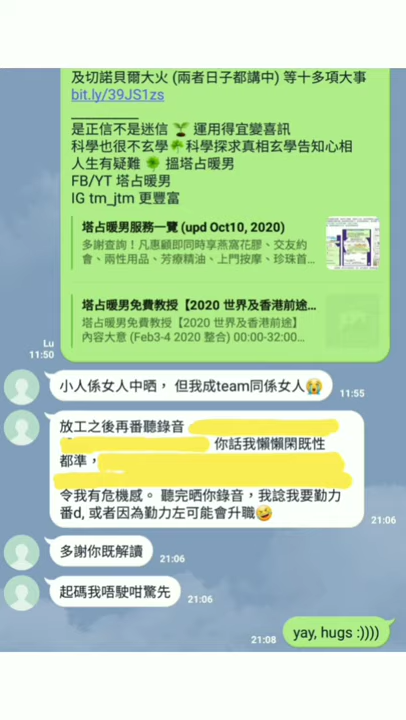 及切諾貝爾大火 (兩者日子都講中) 等十多項大事
bit.ly/39JS1zs
是正信不是迷信 🌱 運用得宜變喜訊
科學也很不玄學🌳科學探求真相玄學告知心相
人生有疑難 🍀 搵塔占暖男
FB/YT 塔占暖男
IG tm_jtm 更豐富
塔占暖男服務一覽 (upd Oct10, 2020)
多謝查詢！凡惠顧即同時享燕窩花膠、交友約
會、兩性用品、芳療精油、上門按摩、珍珠首...
塔占暖男免費教授【2020 世界及香港前途...
塔占暖男免費教授【2020 世界及香港前途】
內容大意 (Feb3-4 2020 整合) 00:00-32:00...
Lu
11:50
小人係女人中晒， 但我成team同係女人😭
11:55
放工之後再番聽錄音
你話我懶懶閑既性
都準，
令我有危機感。 聽完晒你錄音，我諗我要勤力
番d, 或者因為勤力左可能會升職🤣
21:06
多謝你既解讀
21:06
起碼我唔駛咁驚先
21:06
yay, hugs :))))
21:08